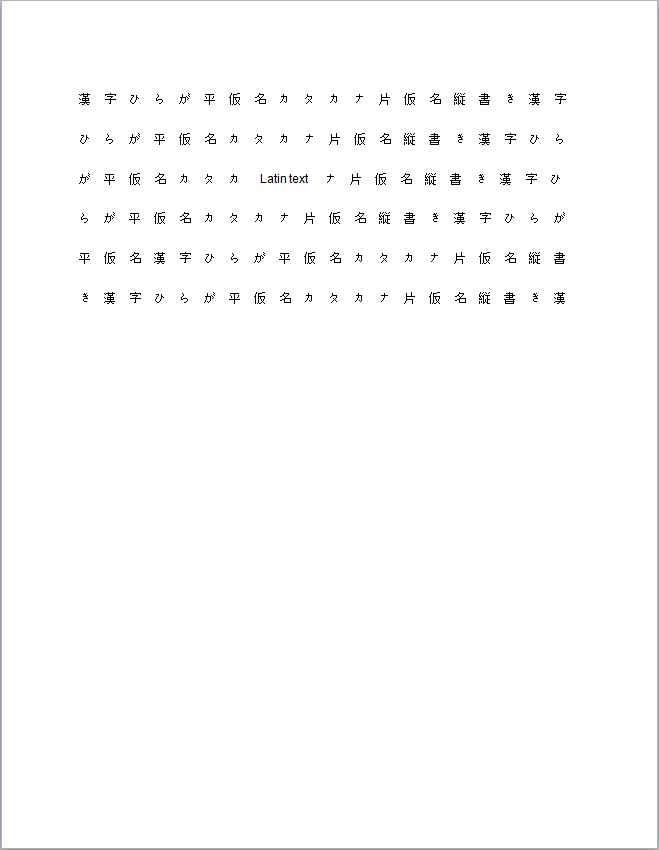 漢字ひらが平仮名カタカナ片仮名縦書き漢字
ひらが平仮名カタカナ片仮名縦書き漢字ひら
が平仮名カタカ Latin text ナ片仮名縦書き漢字ひ
らが平仮名カタカナ片仮名縦書き漢字ひらが
平仮名漢字ひらが平仮名カタカナ片仮名縦書
き漢字ひらが平仮名カタカナ片仮名縦書き漢